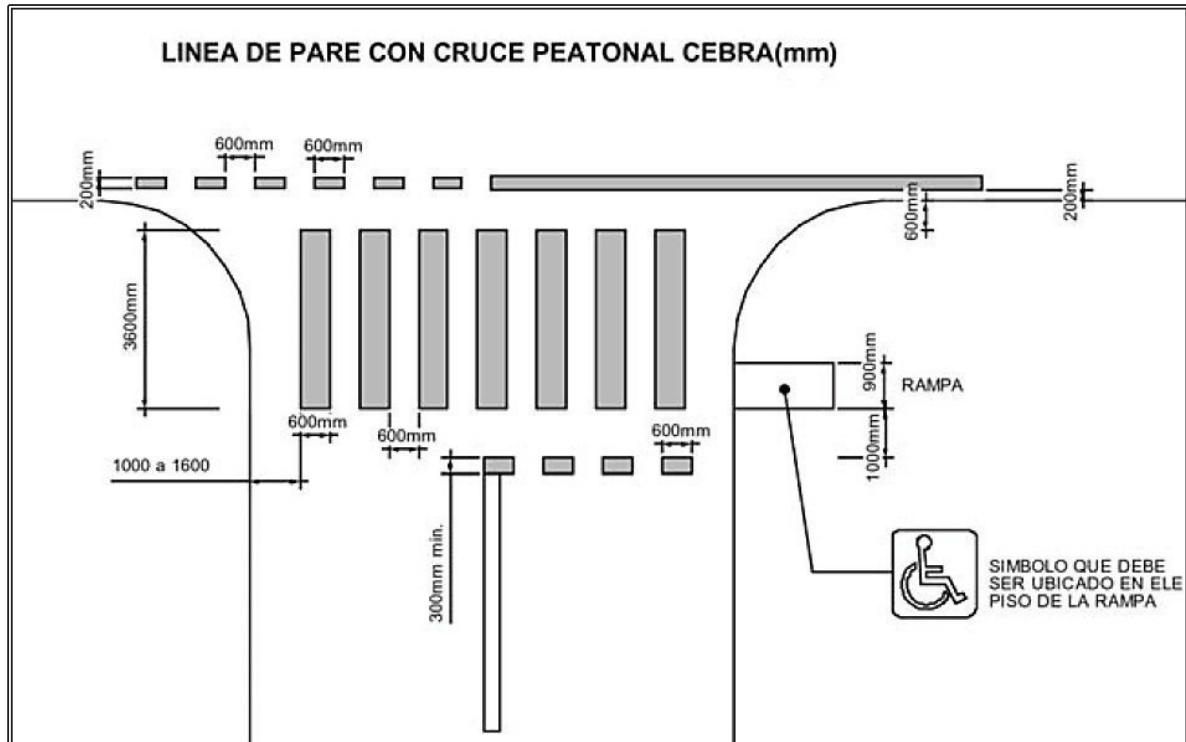 LINEA DE PARE CON CRUCE PEATONAL CEBRA(mm)
600mm
600mm
200mm
200mm
600mm
3600mm
900mm
RAMPA
600mm
600mm
600mm
1000mm
1000 a 1600
300mm min.
SIMBOLO QUE DEBE
SER UBICADO EN ELE
PISO DE LA RAMPA